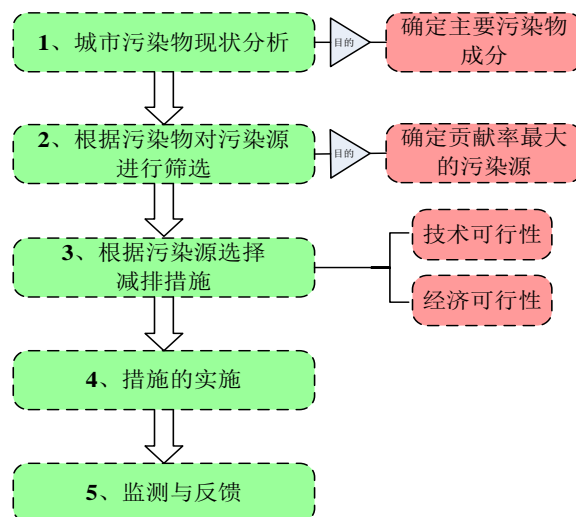 1、城市污染物现状分析
目的
确定主要污染物
成分
2、根据污染物对污染源
进行筛选
目的
确定贡献率最大
的污染源
3、根据污染源选择
减排措施
技术可行性
经济可行性
4、措施的实施
5、监测与反馈